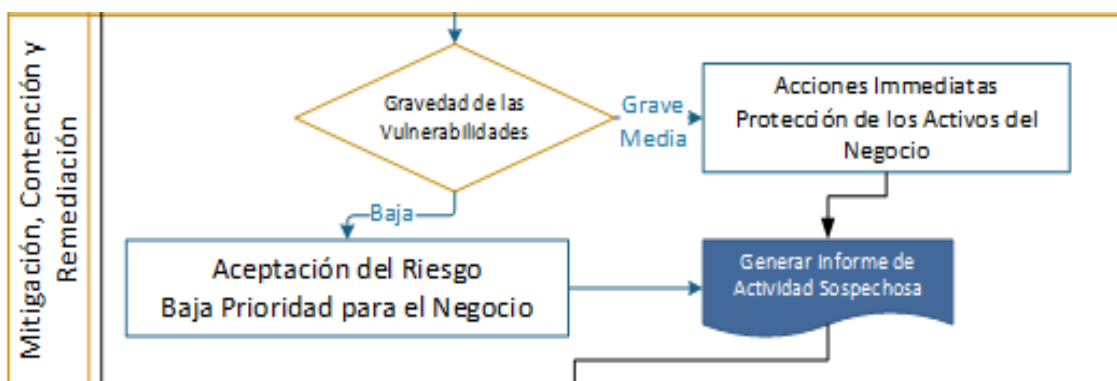 Mitigación, Contención y
Remediación
Gravedad de las
Vulnerabilidades
Grave
Media
Acciones Immediatas
Protección de los Activos del
Negocio
Baja
Aceptación del Riesgo
Baja Prioridad para el Negocio
Generar Informe de
Actividad Sospechosa